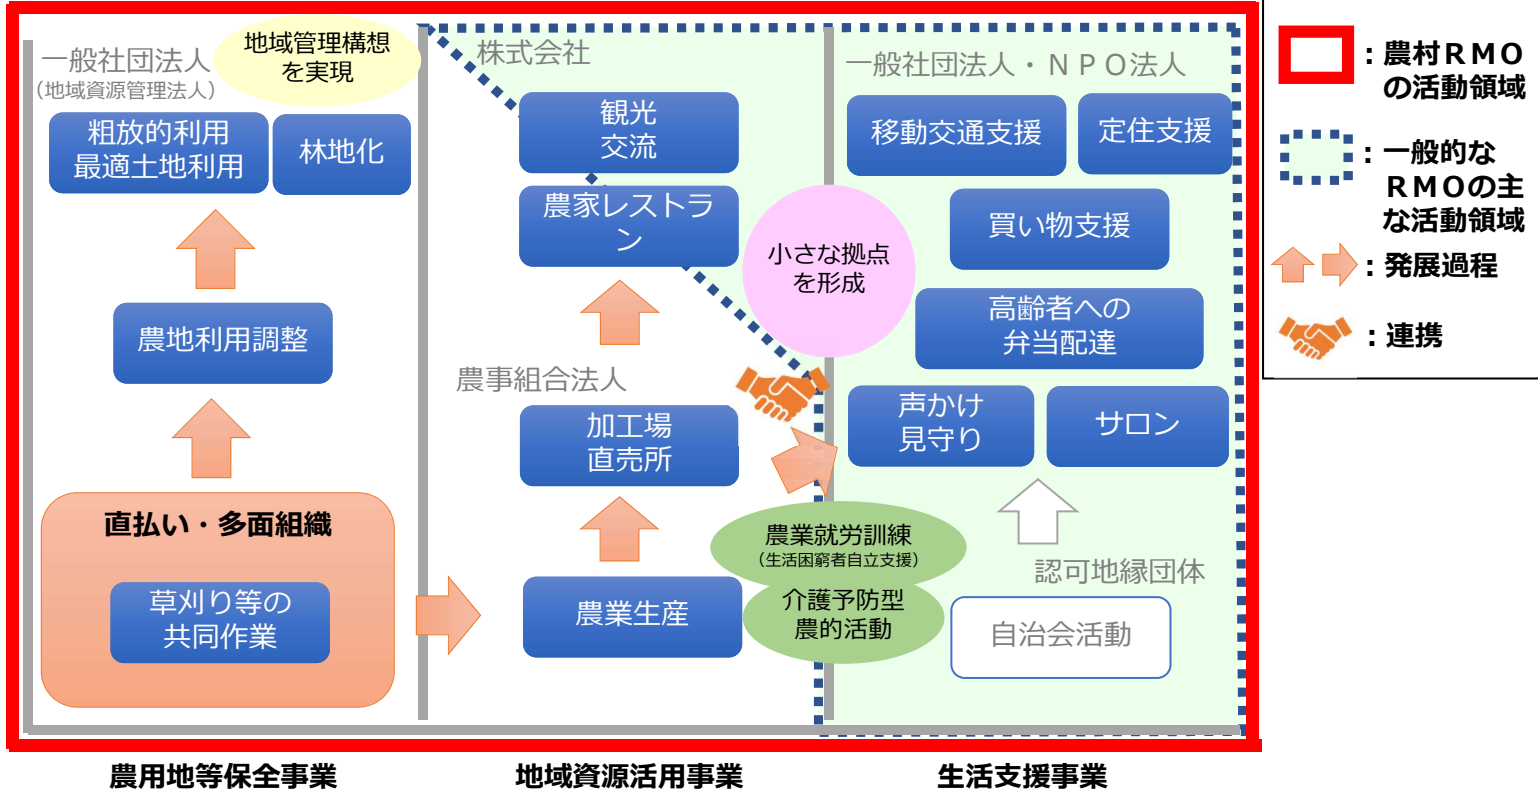 一般社団法人
（地域資源管理法人）
地域管理構想
を実現
粗放的利用
最適土地利用
林地化
農地利用調整
直払い・多面組織
草刈り等の
共同作業
株式会社
観光
交流
農家レストラ
ン
農事組合法人
加工場
直売所
農業生産
小さな拠点
を形成
農業就労訓練
（生活困窮者自立支援）
介護予防型
農的活動
一般社団法人・ＮＰＯ法人
移動交通支援
定住支援
買い物支援
高齢者への
弁当配達
声かけ
見守り
サロン
認可地縁団体
自治会活動
農用地等保全事業
地域資源活用事業
生活支援事業
：農村ＲＭＯ
の活動領域
：一般的な
ＲＭＯの主
な活動領域
：発展過程
：連携